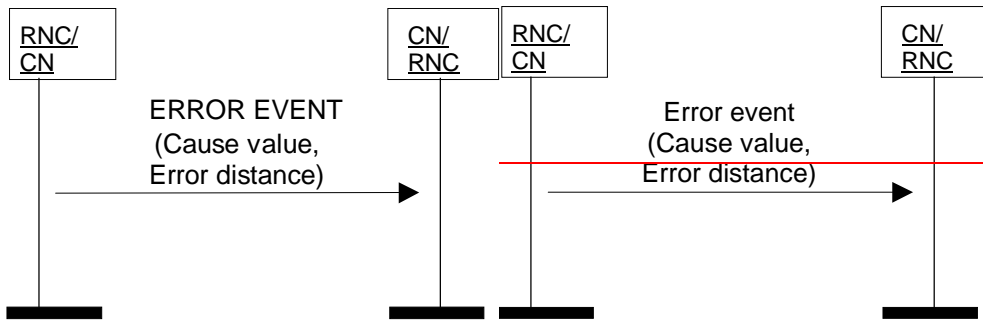 RNC/
CN
CN/
RNC
ERROR EVENT
(Cause value,
Error distance)
RNC/
CN
CN/
RNC
Error event
(Cause value,
Error distance)